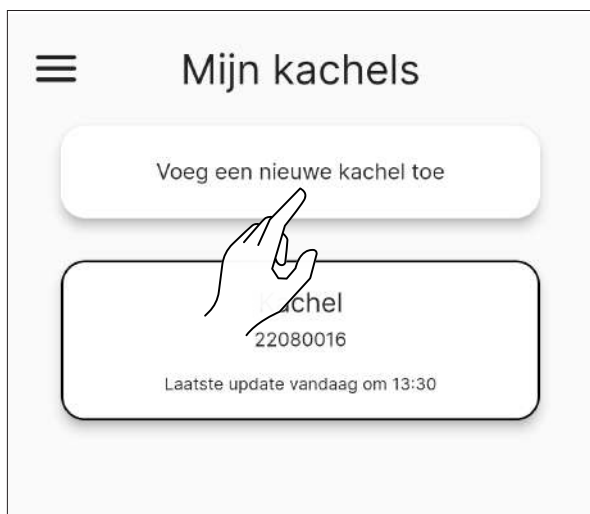 Mijn kachels
Voeg een nieuwe kachel toe
Kachel
22080016
Laatste update vandaag om 13:30